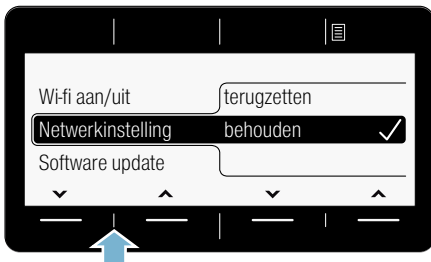 Wi-fi aan/uit terugzetten
Netwerkinstelling behouden
Software update